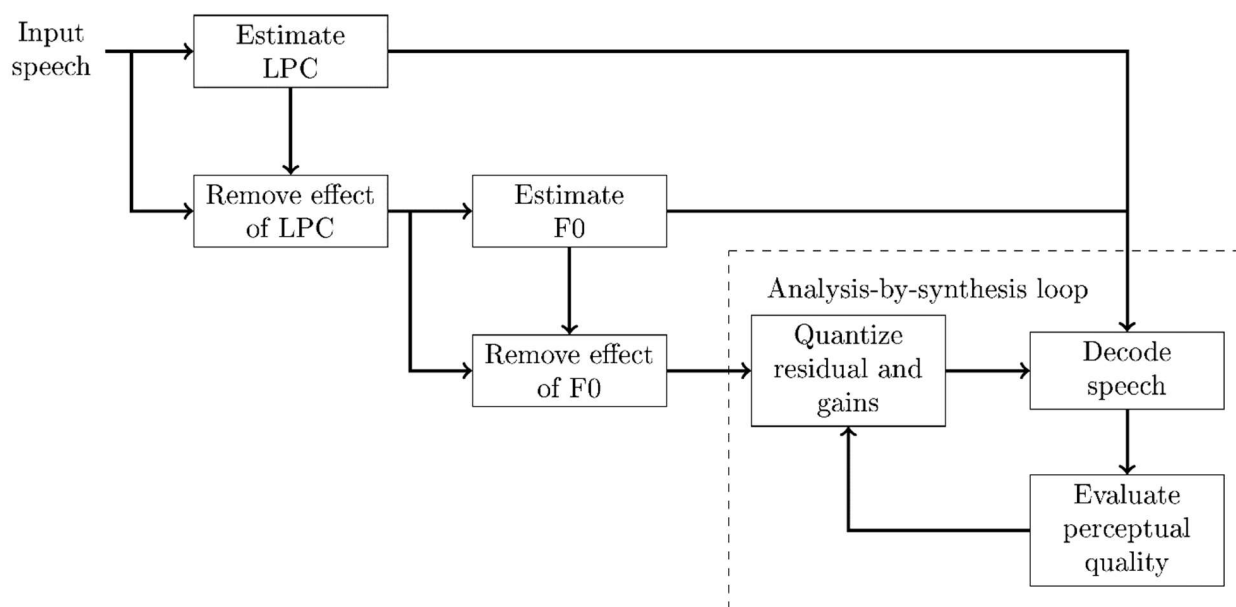 Input
speech
Estimate
LPC
Remove effect
of LPC
Estimate
F0
Analysis-by-synthesis loop
Remove effect
of F0
Quantize
residual and
gains
Decode
speech
Evaluate
perceptual
quality